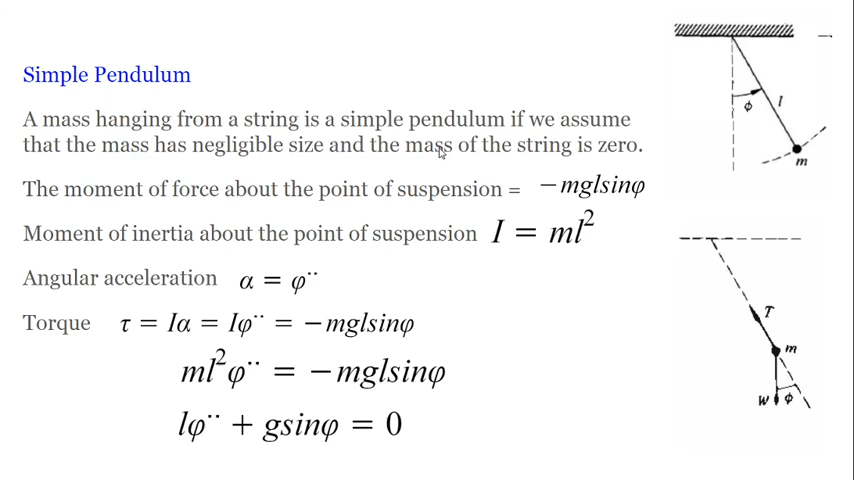 Simple Pendulum
A mass hanging from a string is a simple pendulum if we assume
that the mass has negligible size and the mass of the string is zero.
The moment of force about the point of suspension = −mglsinφ
Moment of inertia about the point of suspension I = ml²
Angular acceleration α = φ¨
Torque τ = Iα = Iφ¨ = −mglsinφ
ml²φ¨ = −mglsinφ
lφ¨ + gsinφ = 0
ϕ
l
m
T
m
W ϕ